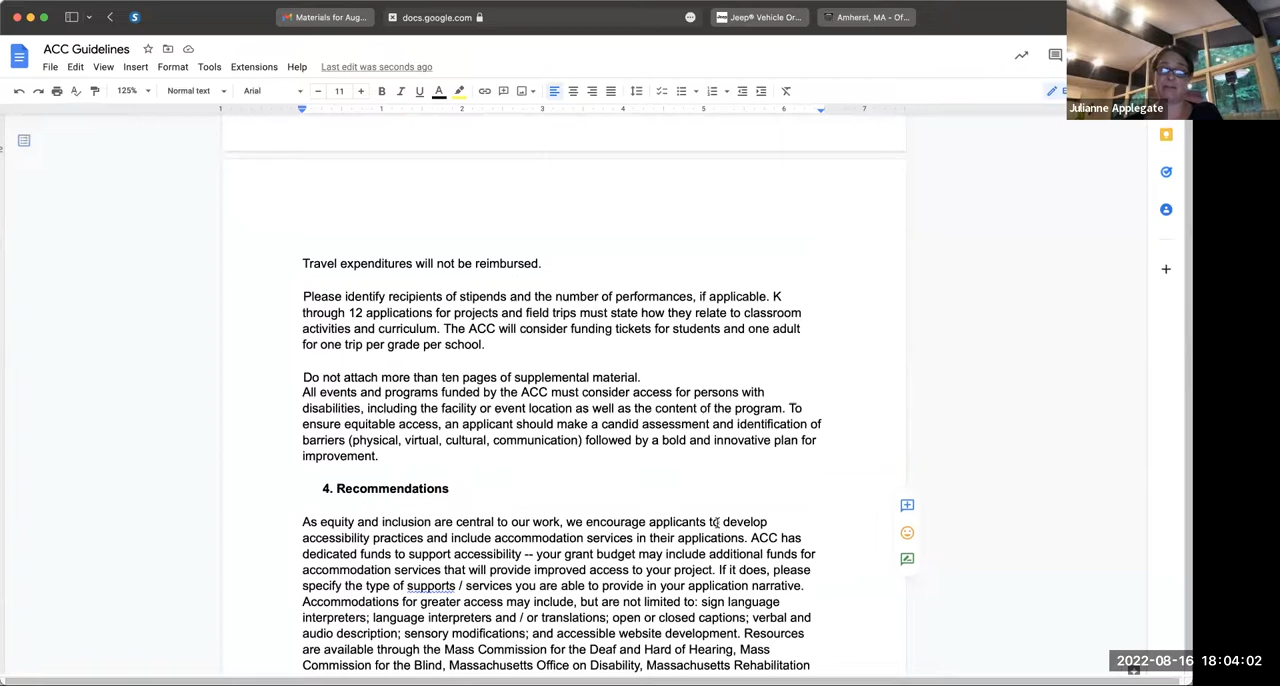 Materials for Aug...
docs.google.com
Jeep® Vehicle Or...
Amherst, MA - Of...
ACC Guidelines
File Edit View Insert Format Tools Extensions Help Last edit was seconds ago
125% Normal text Arial 11
1 1 2 3 4 5 6 7
Julianne Applegate
Travel expenditures will not be reimbursed.
Please identify recipients of stipends and the number of performances, if applicable. K
through 12 applications for projects and field trips must state how they relate to classroom
activities and curriculum. The ACC will consider funding tickets for students and one adult
for one trip per grade per school.
Do not attach more than ten pages of supplemental material.
All events and programs funded by the ACC must consider access for persons with
disabilities, including the facility or event location as well as the content of the program. To
ensure equitable access, an applicant should make a candid assessment and identification of
barriers (physical, virtual, cultural, communication) followed by a bold and innovative plan for
improvement.
4. Recommendations
As equity and inclusion are central to our work, we encourage applicants to develop
accessibility practices and include accommodation services in their applications. ACC has
dedicated funds to support accessibility -- your grant budget may include additional funds for
accommodation services that will provide improved access to your project. If it does, please
specify the type of supports / services you are able to provide in your application narrative.
Accommodations for greater access may include, but are not limited to: sign language
interpreters; language interpreters and / or translations; open or closed captions; verbal and
audio description; sensory modifications; and accessible website development. Resources
are available through the Mass Commission for the Deaf and Hard of Hearing, Mass
Commission for the Blind, Massachusetts Office on Disability, Massachusetts Rehabilitation
2022-08-16 18:04:02